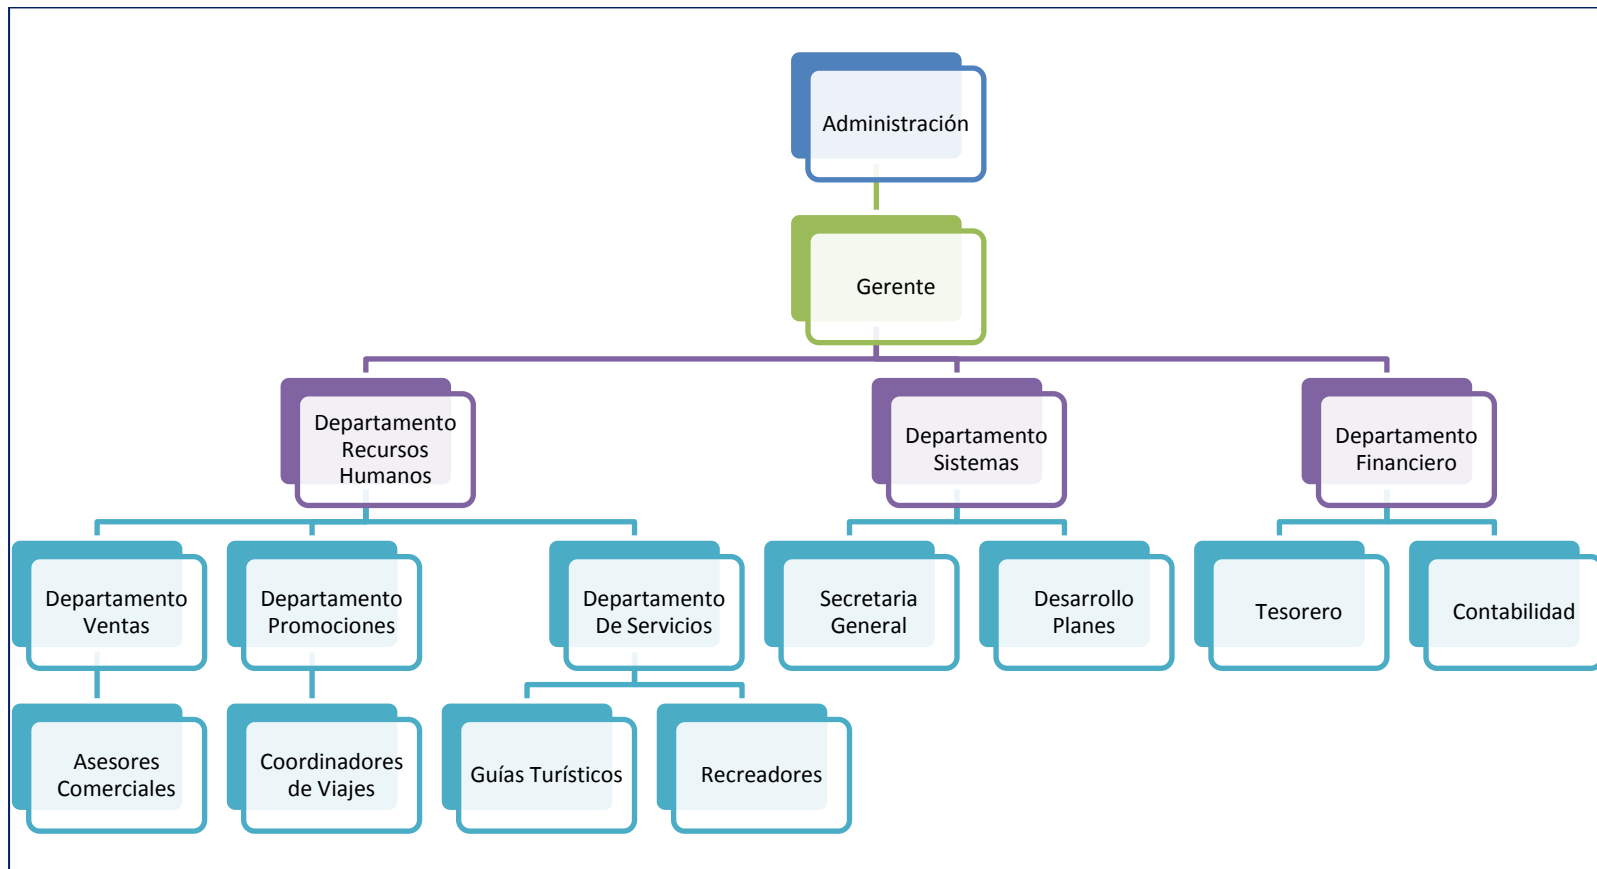 Administración
Gerente
Departamento
Recursos
Humanos
Departamento
Sistemas
Departamento
Financiero
Departamento
Ventas
Departamento
Promociones
Departamento
De Servicios
Secretaria
General
Desarrollo
Planes
Tesorero
Contabilidad
Asesores
Comerciales
Coordinadores
de Viajes
Guías Turísticos
Recreadores